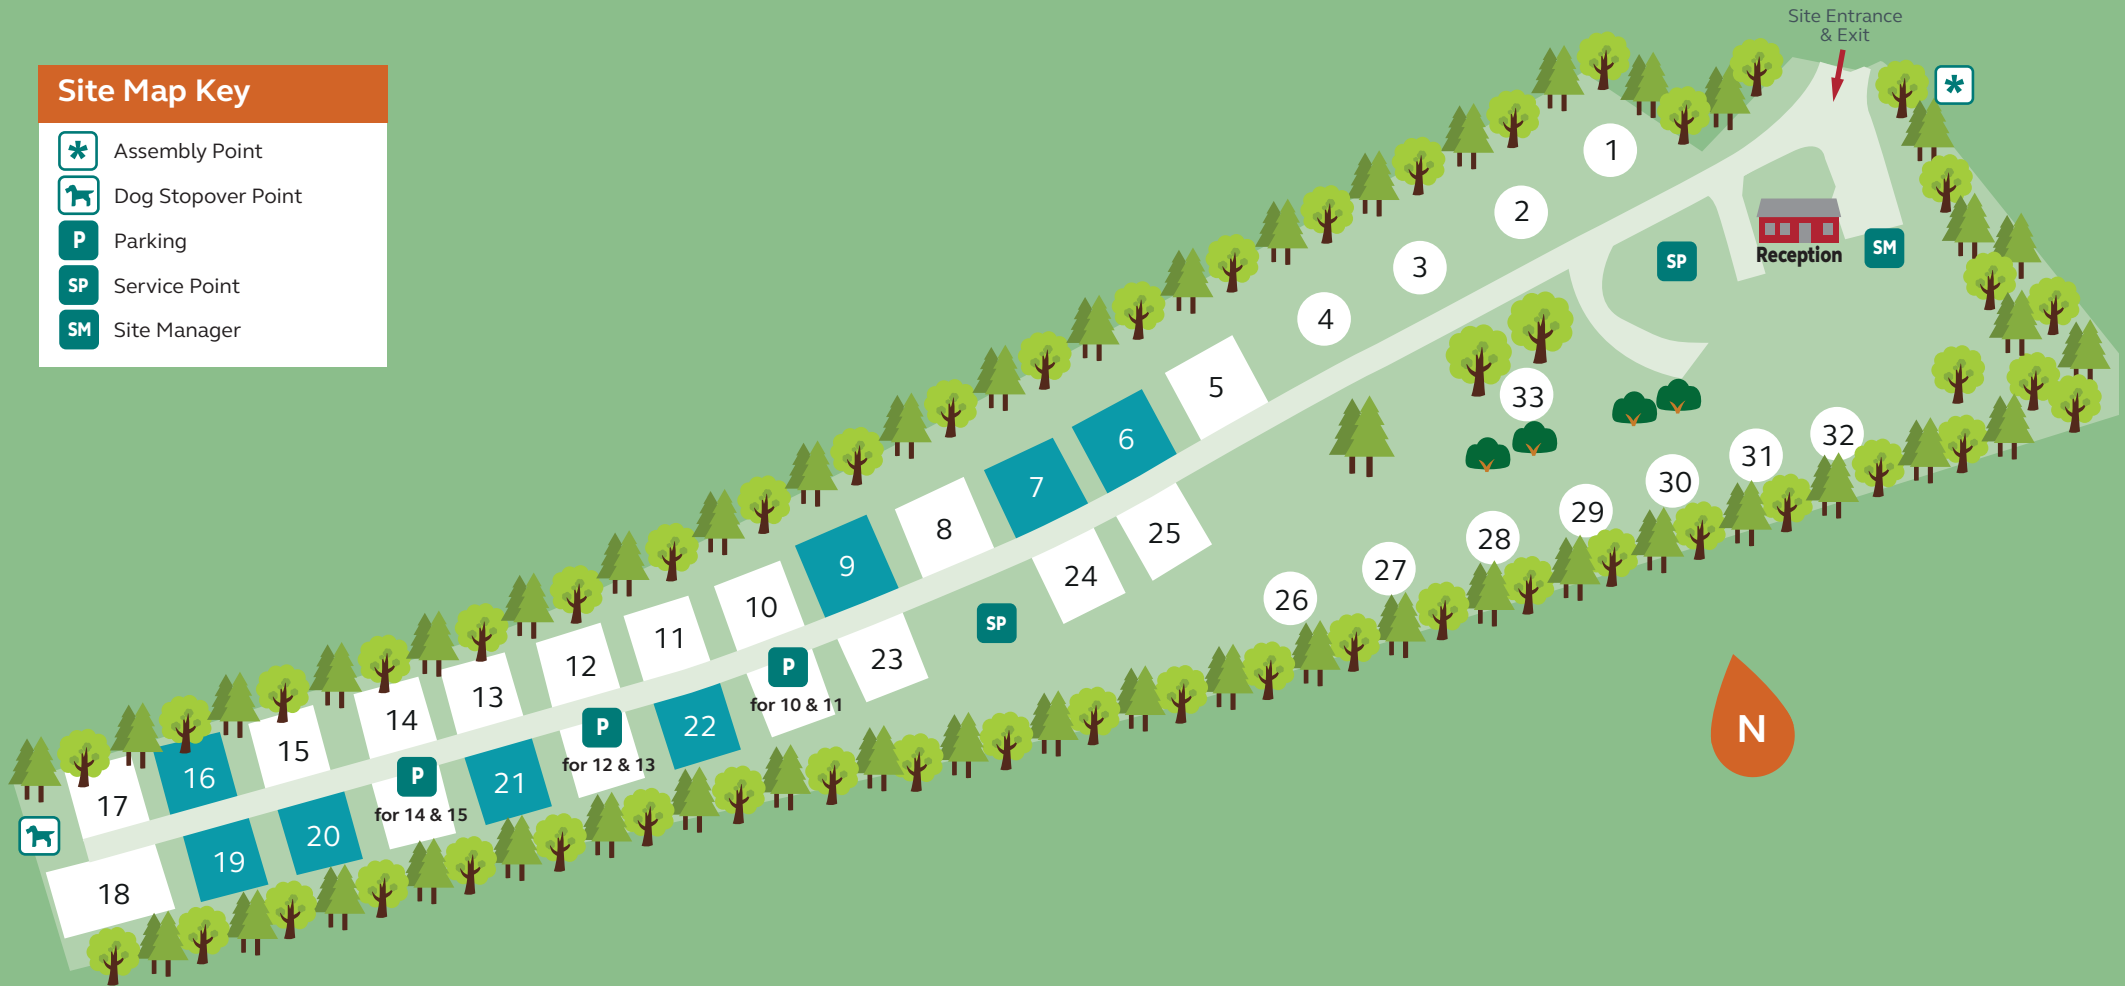 Site Entrance
& Exit
Site Map Key
Assembly Point
Dog Stopover Point
P Parking
SP Service Point
SM Site Manager
*
1
2
3
4
5
6
7
8
9
10
11
12
13
14
15
16
17
18
19
20
21
22
23
24
25
26
27
28
29
30
31
32
33
SP
Reception
SM
SP
P
for 10 & 11
P
for 12 & 13
P
for 14 & 15
N